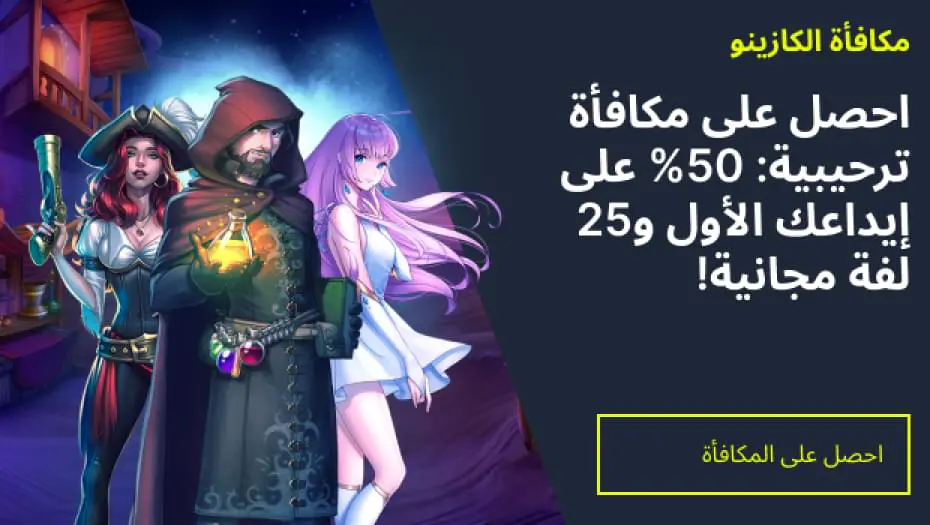 مكافأة الكازينو
احصل على مكافأة
ترحيبية: 50% على
إيداعك الأول و25
لفة مجانية!
احصل على المكافأة